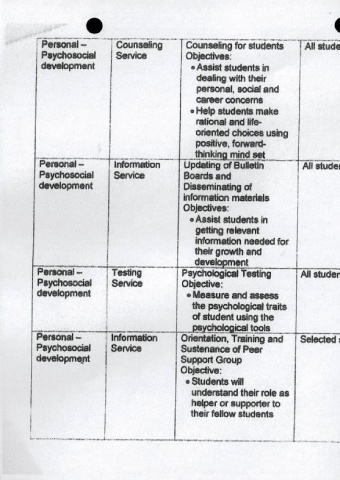 Personal –
Psychosocial
development
Counseling
Service
Counseling for students
Objectives:
Assist students in
dealing with their
personal, social and
career concerns
Help students make
rational and life-
oriented choices using
positive, forward-
thinking mind set
All stude
Personal –
Psychosocial
development
Information
Service
Updating of Bulletin
Boards and
Disseminating of
information materials
Objectives:
Assist students in
getting relevant
information needed for
their growth and
development
All studen
Personal –
Psychosocial
development
Testing
Service
Psychological Testing
Objective:
Measure and assess
the psychological traits
of student using the
psychological tools
All studen
Personal –
Psychosocial
development
Information
Service
Orientation, Training and
Sustenance of Peer
Support Group
Objective:
Students will
understand their role as
helper or supporter to
their fellow students
Selected